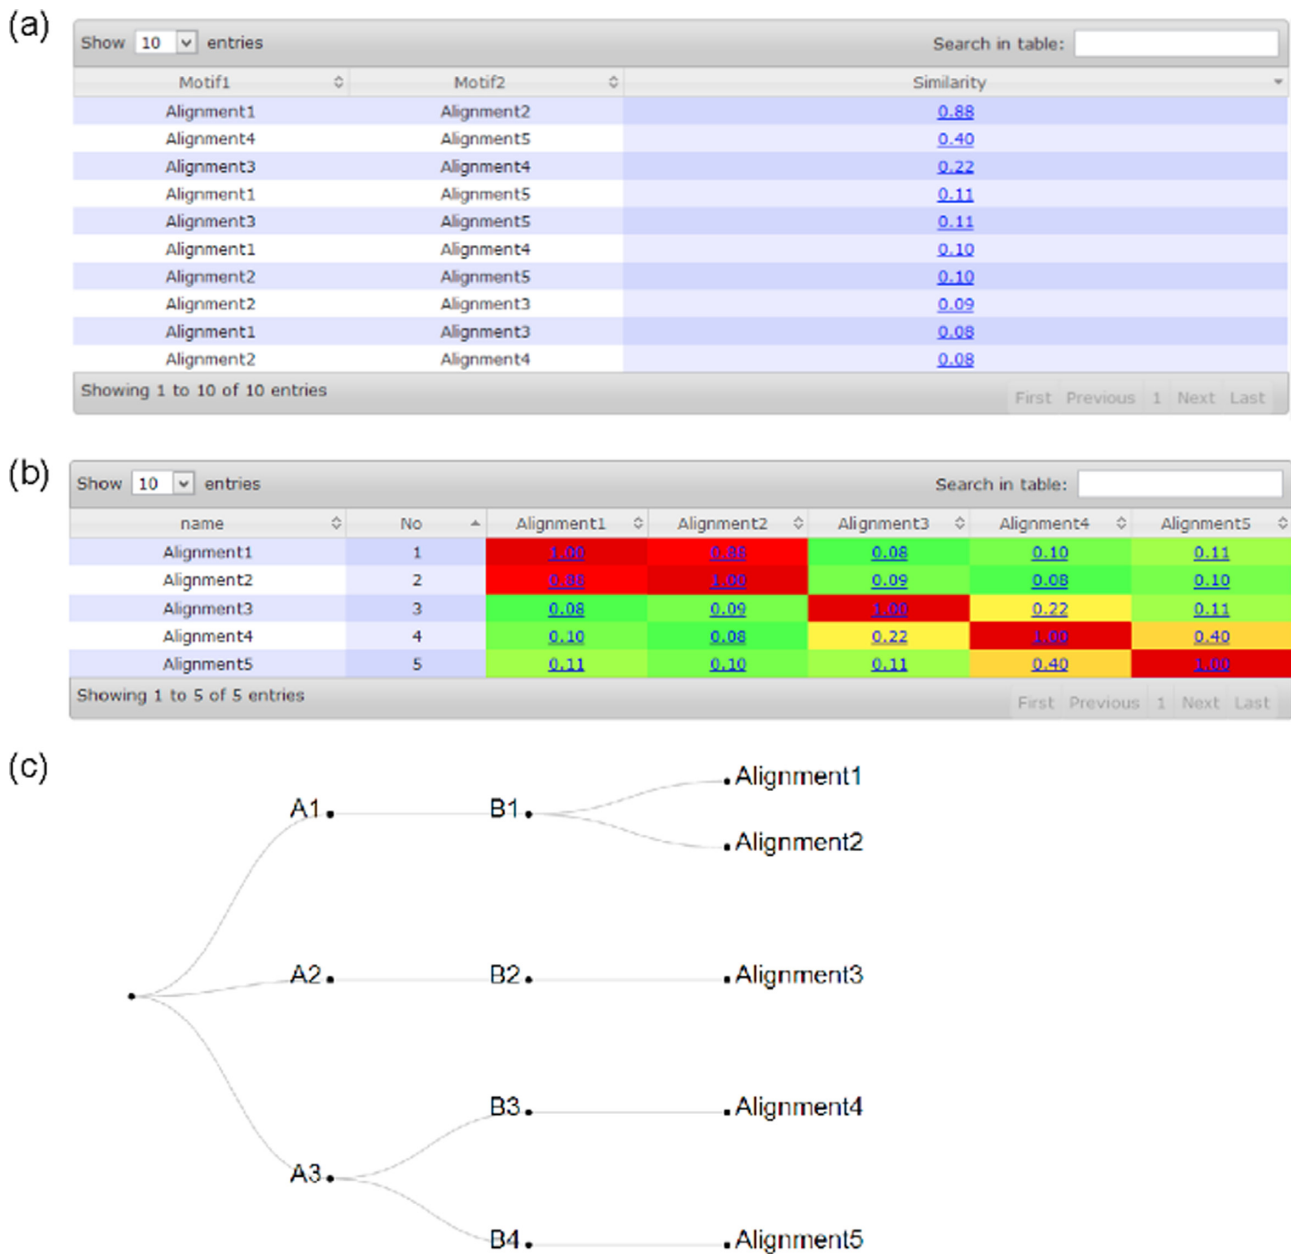 (a)
Show 10 entries Search in table:
Motif1 Motif2 Similarity
Alignment1 Alignment2 0.88
Alignment4 Alignment5 0.40
Alignment3 Alignment4 0.22
Alignment1 Alignment5 0.11
Alignment3 Alignment5 0.11
Alignment1 Alignment4 0.10
Alignment2 Alignment5 0.10
Alignment2 Alignment3 0.09
Alignment1 Alignment3 0.08
Alignment2 Alignment4 0.08
Showing 1 to 10 of 10 entries First Previous 1 Next Last
(b)
Show 10 entries Search in table:
name No Alignment1 Alignment2 Alignment3 Alignment4 Alignment5
Alignment1 1 1.00 0.88 0.08 0.10 0.11
Alignment2 2 0.88 1.00 0.09 0.08 0.10
Alignment3 3 0.08 0.09 1.00 0.22 0.11
Alignment4 4 0.10 0.08 0.22 1.00 0.40
Alignment5 5 0.11 0.10 0.11 0.40 1.00
Showing 1 to 5 of 5 entries First Previous 1 Next Last
(c)
Alignment1
A1 B1
Alignment2
A2 B2 Alignment3
B3 Alignment4
A3
B4 Alignment5